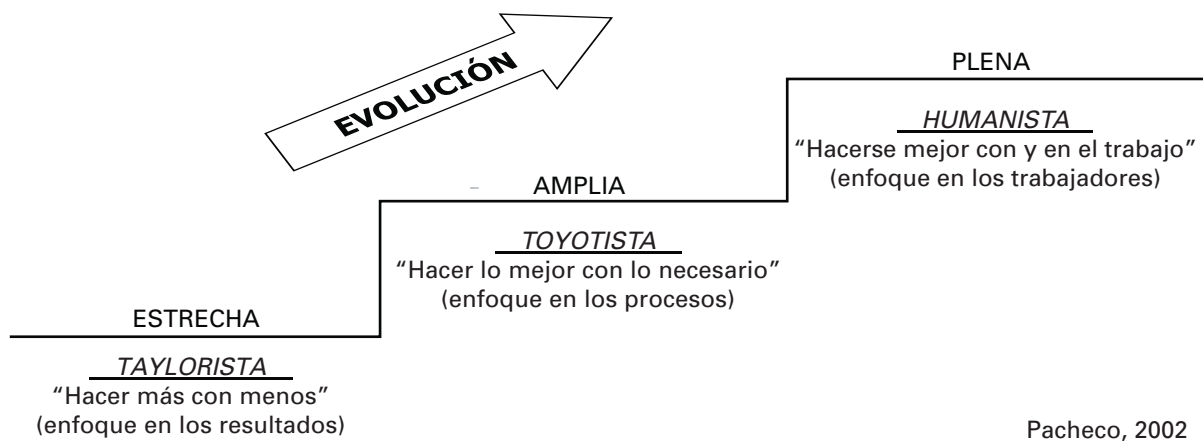 EVOLUCIÓN
PLENA
HUMANISTA
“Hacerse mejor con y en el trabajo”
(enfoque en los trabajadores)
AMPLIA
TOYOTISTA
“Hacer lo mejor con lo necesario”
(enfoque en los procesos)
ESTRECHA
TAYLORISTA
“Hacer más con menos”
(enfoque en los resultados)
Pacheco, 2002